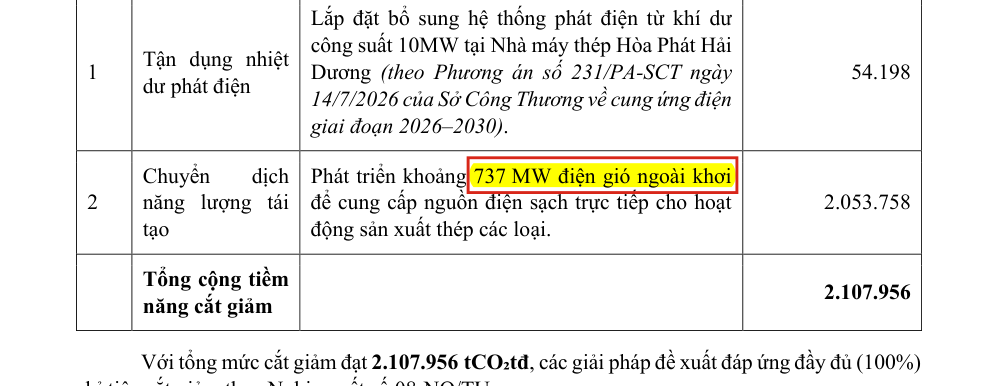 Lắp đặt bổ sung hệ thống phát điện từ khí dư
công suất 10MW tại Nhà máy thép Hòa Phát Hải
1
Tận dụng nhiệt
dư phát điện
Dương (theo Phương án số 231/PA-SCT ngày
14/7/2026 của Sở Công Thương về cung ứng điện
giai đoạn 2026–2030).
54.198
2
Chuyển dịch
năng lượng tái
tạo
Phát triển khoảng 737 MW điện gió ngoài khơi
để cung cấp nguồn điện sạch trực tiếp cho hoạt
động sản xuất thép các loại.
2.053.758
Tổng cộng tiềm
năng cắt giảm
2.107.956
Với tổng mức cắt giảm đạt 2.107.956 tCO₂tđ, các giải pháp đề xuất đáp ứng đầy đủ (100%)